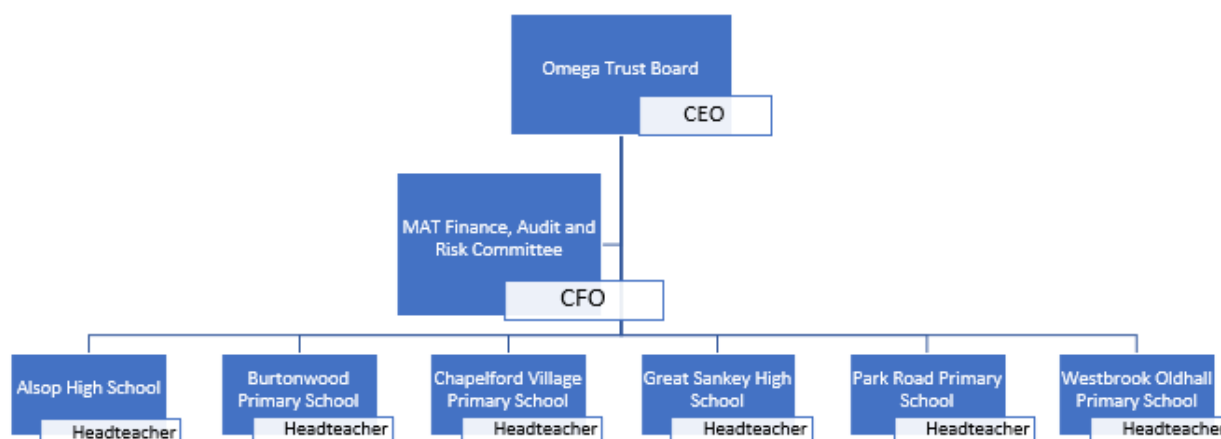 Omega Trust Board
CEO
MAT Finance, Audit and
Risk Committee
CFO
Alsop High School
Headteacher
Burtonwood
Primary School
Headteacher
Chapelford Village
Primary School
Headteacher
Great Sankey High
School
Headteacher
Park Road Primary
School
Headteacher
Westbrook Oldhall
Primary School
Headteacher